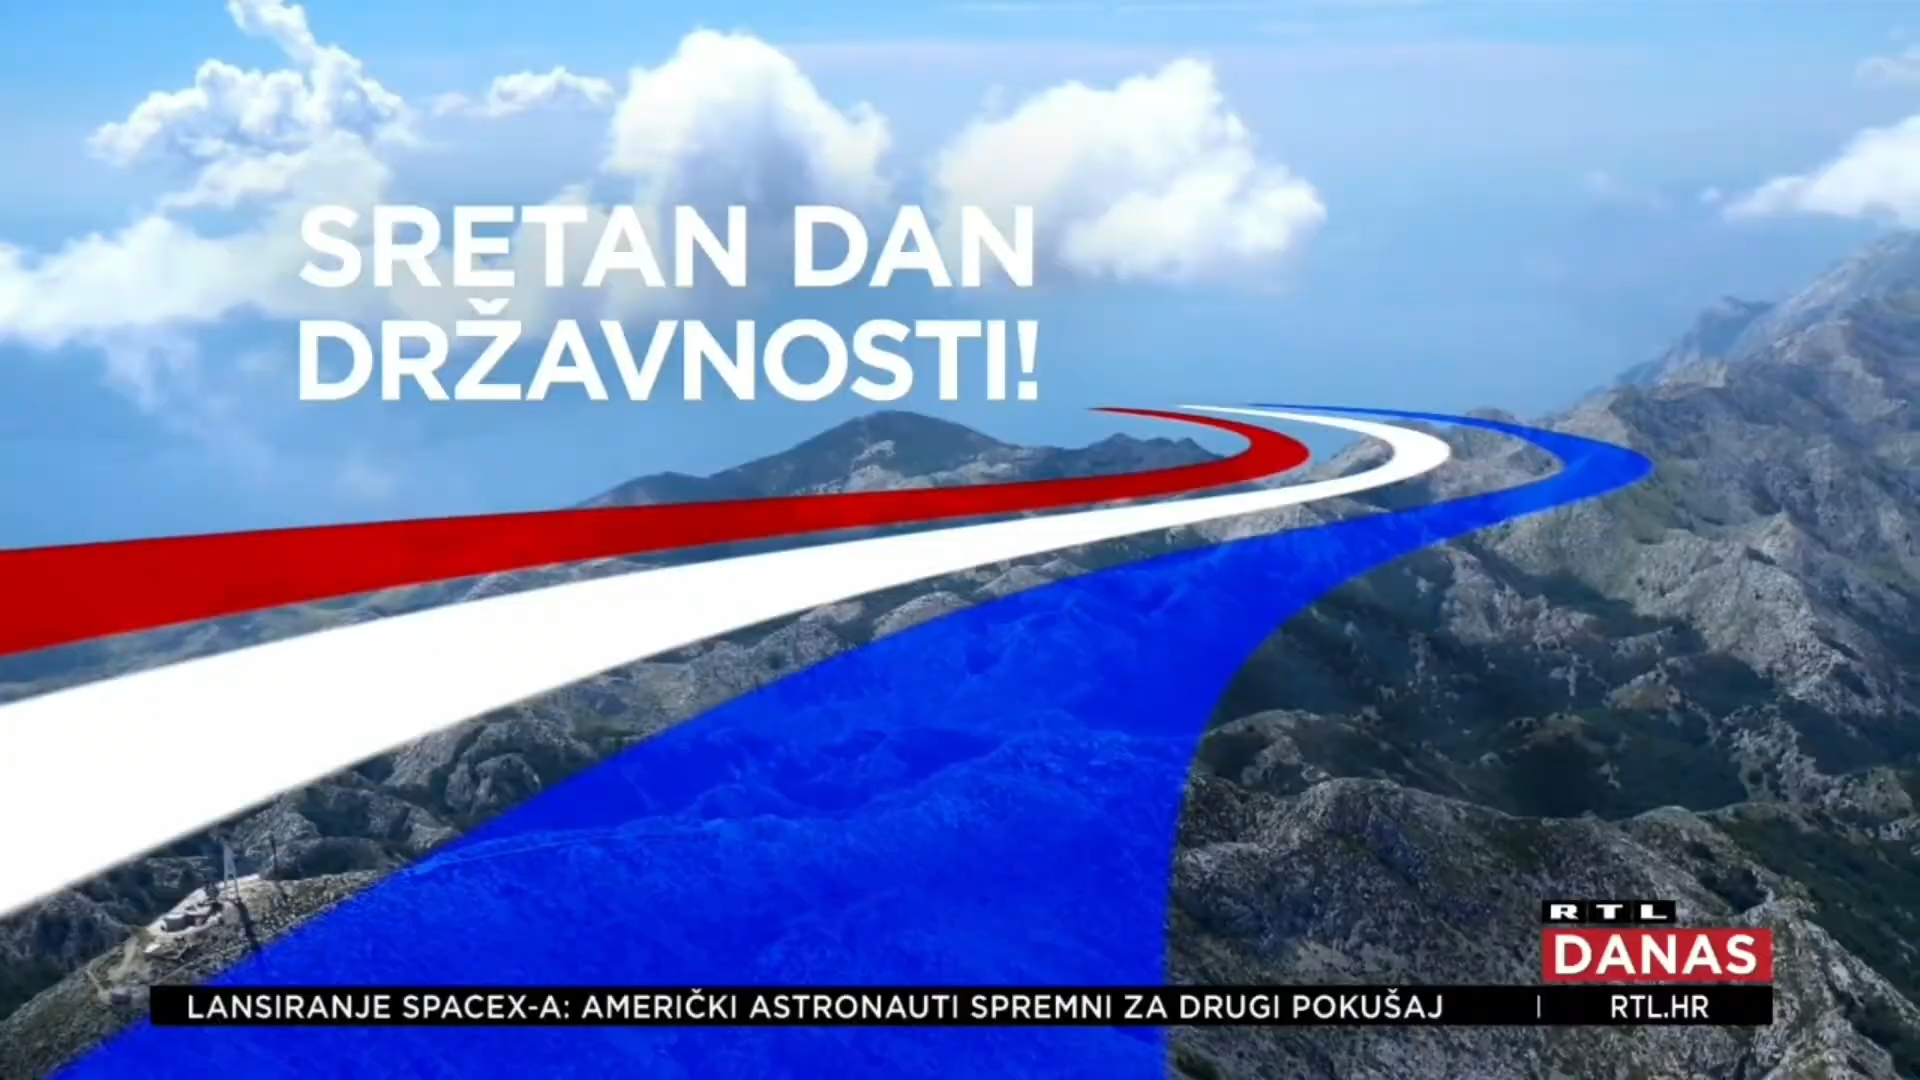 SRETAN DAN
DRŽAVNOSTI!
RTL
DANAS
LANSIRANJE SPACEX-A: AMERIČKI ASTRONAUTI SPREMNI ZA DRUGI POKUŠAJ | RTL.HR